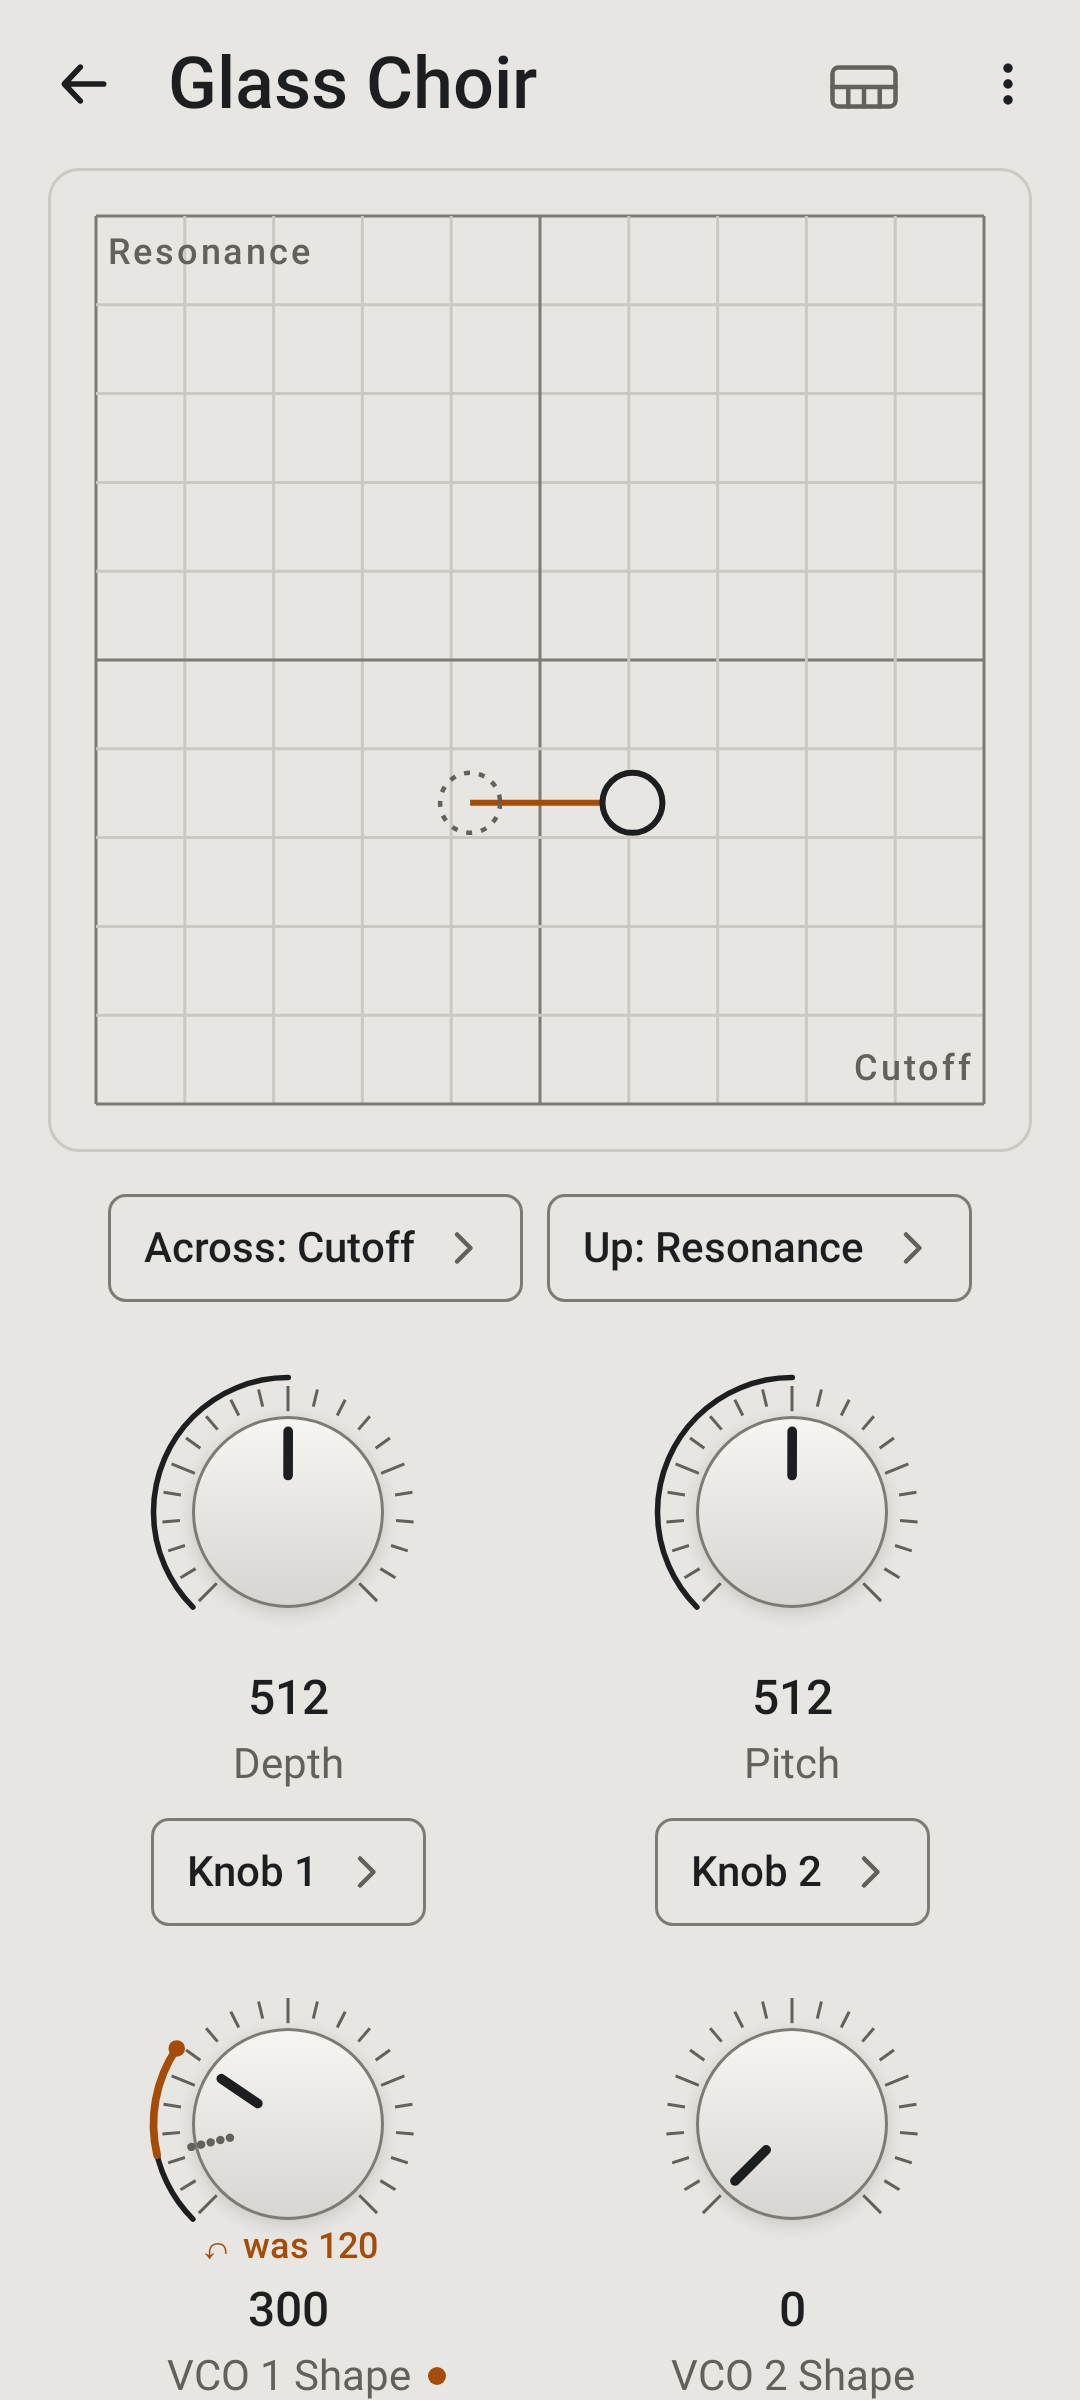 Glass Choir
Resonance
Cutoff
Across: Cutoff
Up: Resonance
512
512
Depth
Pitch
Knob 1
Knob 2
was 120
300
0
VCO 1 Shape
VCO 2 Shape